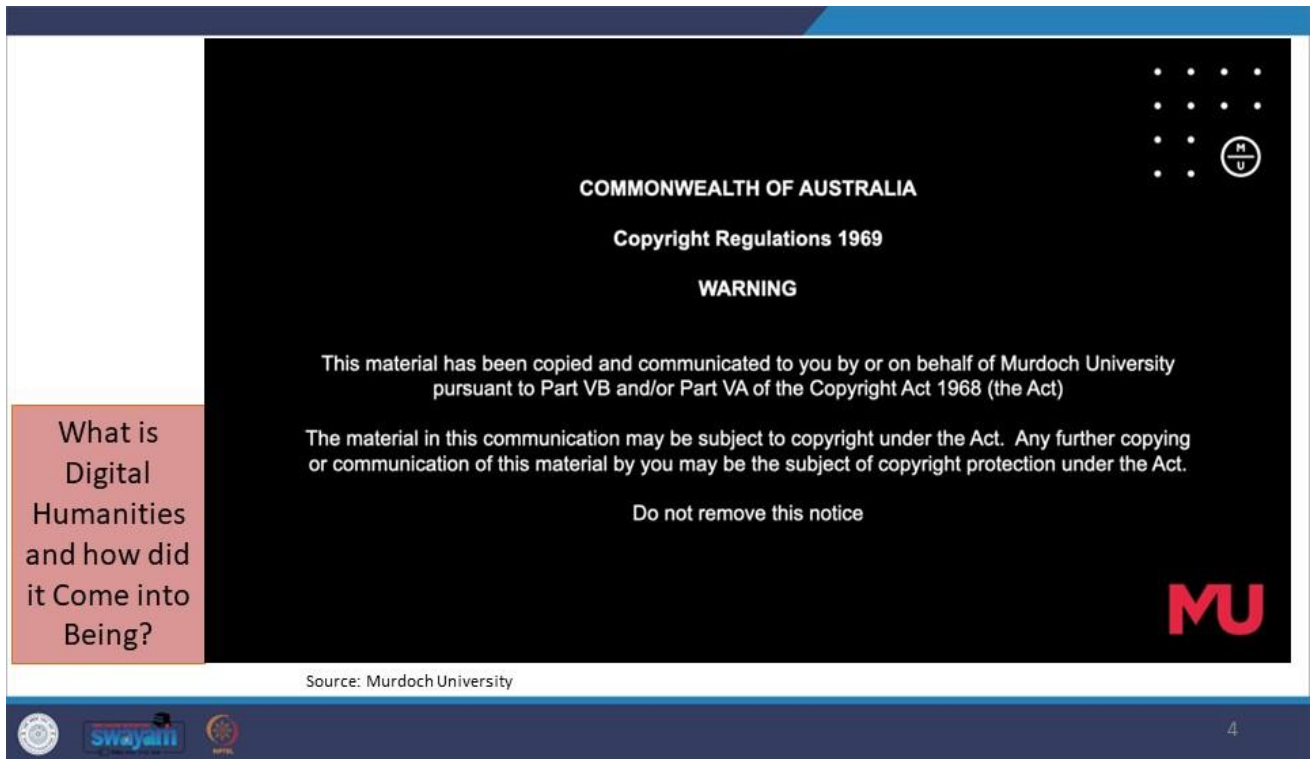 M
U
COMMONWEALTH OF AUSTRALIA
Copyright Regulations 1969
WARNING
This material has been copied and communicated to you by or on behalf of Murdoch University
pursuant to Part VB and/or Part VA of the Copyright Act 1968 (the Act)
The material in this communication may be subject to copyright under the Act. Any further copying
or communication of this material by you may be the subject of copyright protection under the Act.
Do not remove this notice
MU
What is
Digital
Humanities
and how did
it Come into
Being?
Source: Murdoch University
swayam
NPTEL
4